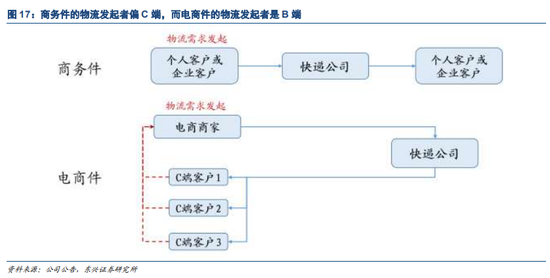 图 17：商务件的物流发起者偏 C 端，而电商件的物流发起者是 B 端
物流需求发起
商务件
个人客户或
企业客户
快递公司
个人客户或
企业客户
物流需求发起
电商商家
快递公司
电商件
C端客户1
C端客户2
C端客户3
资料来源：公司公告，东兴证券研究所